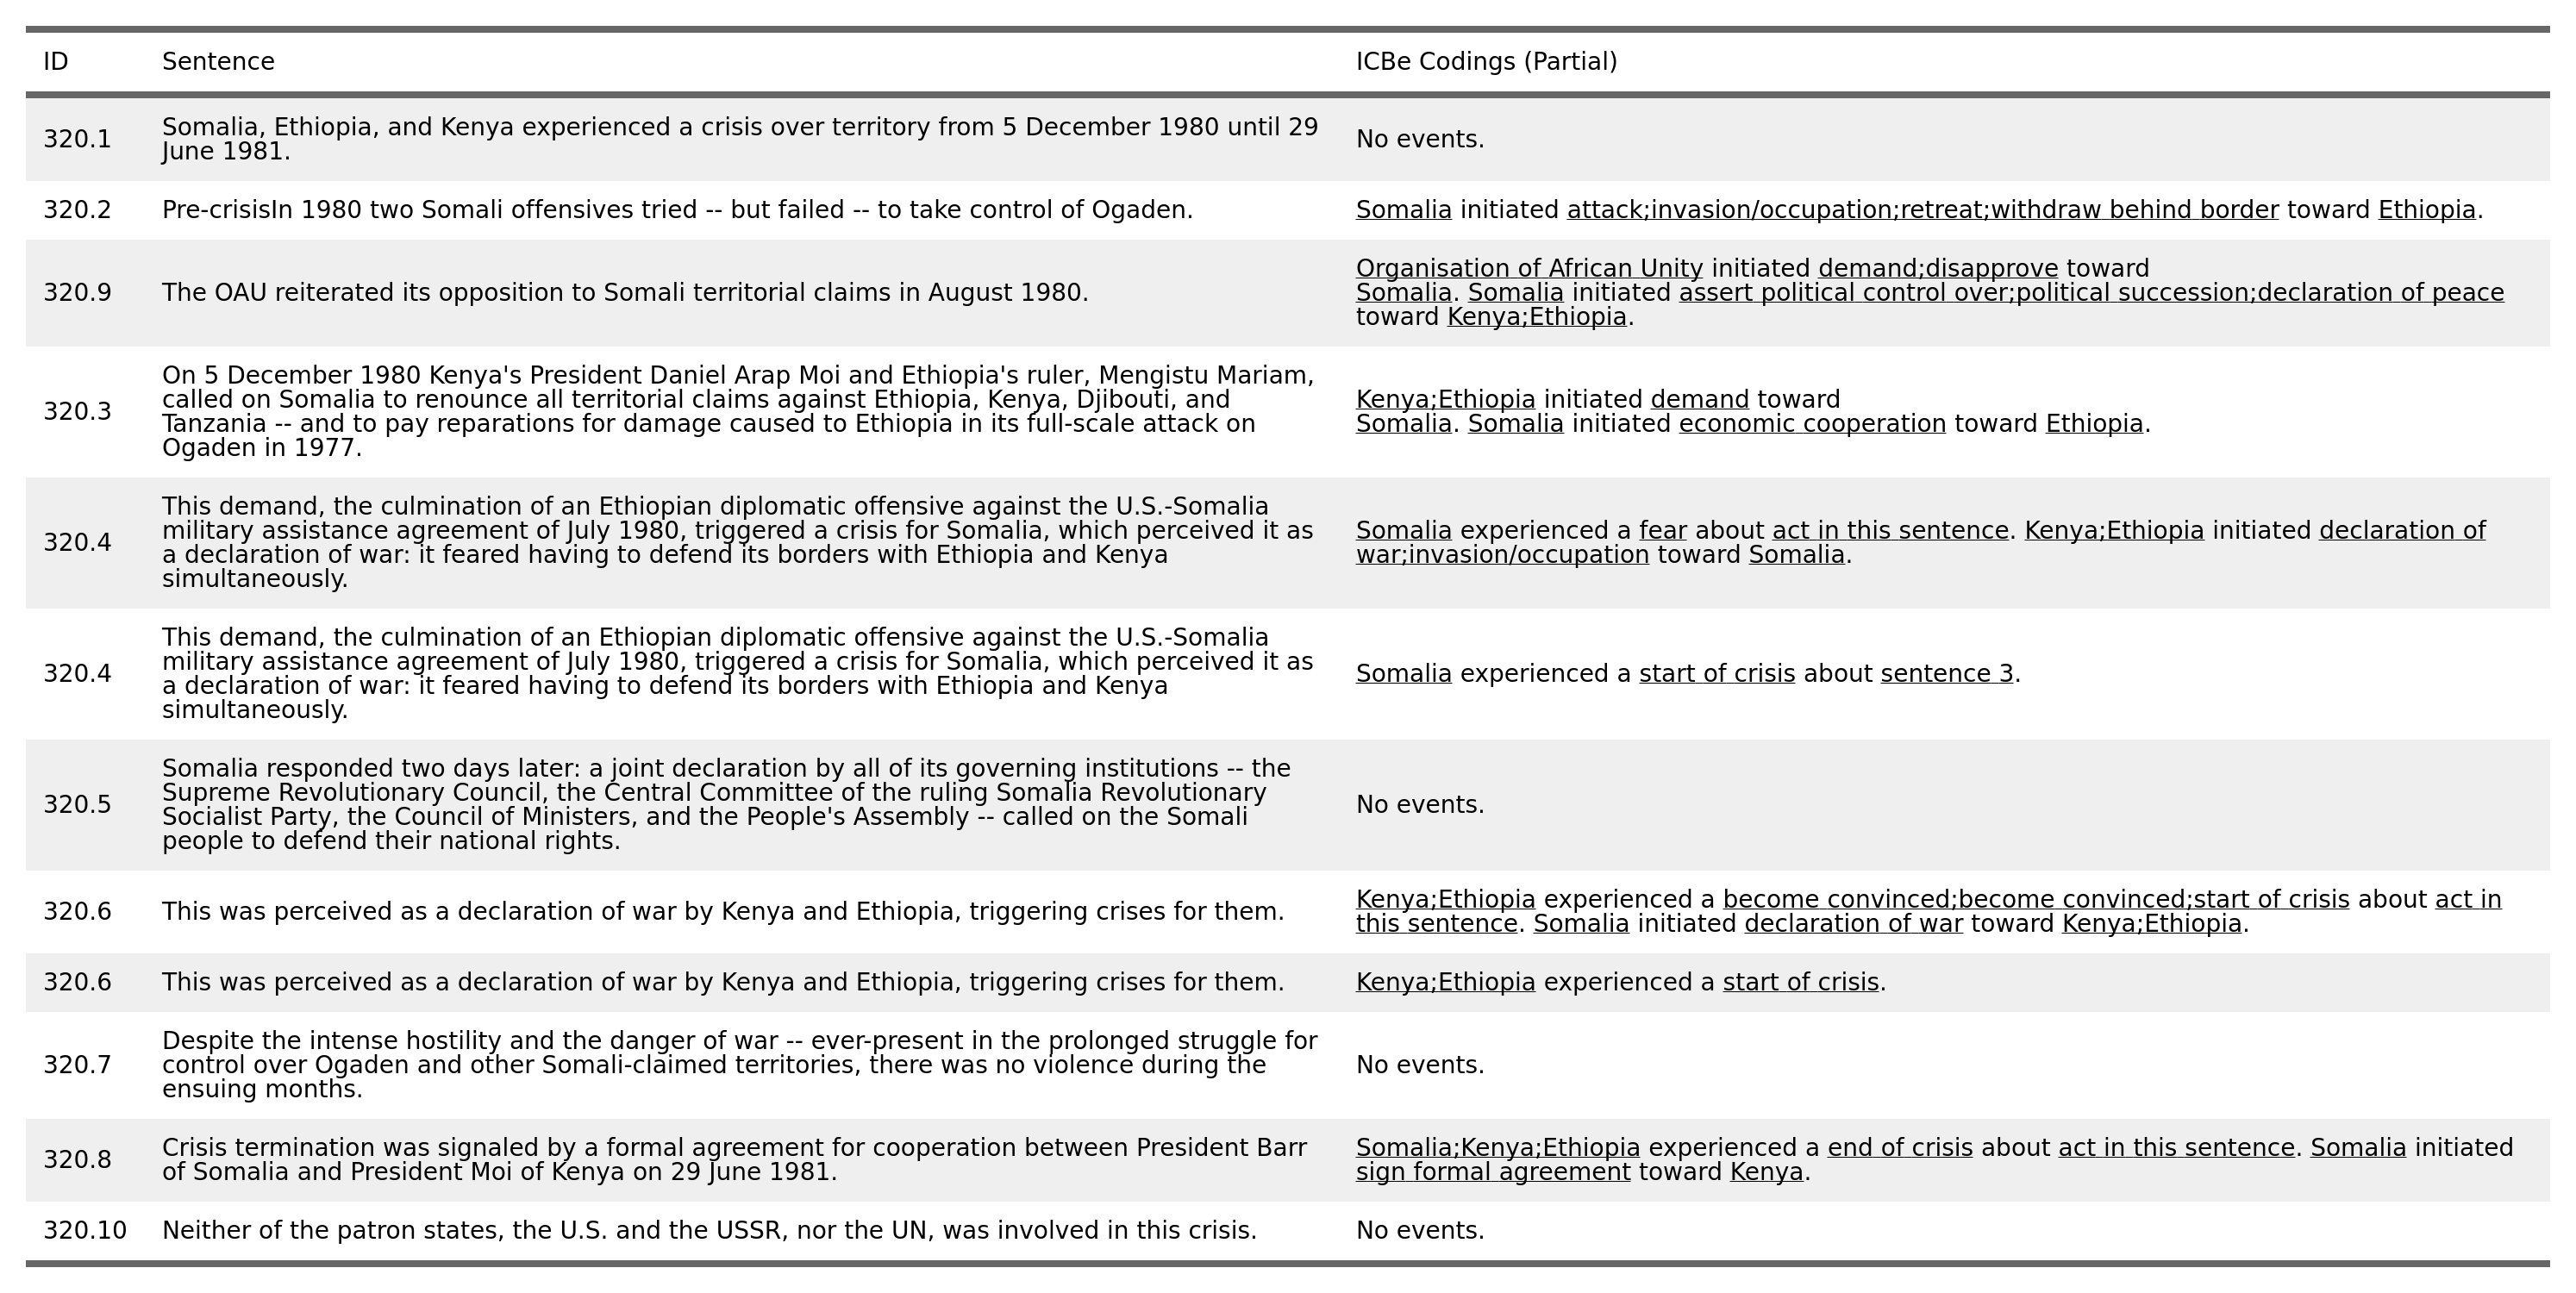 ID Sentence ICBe Codings (Partial)
320.1 Somalia, Ethiopia, and Kenya experienced a crisis over territory from 5 December 1980 until 29
June 1981.
No events.
320.2 Pre-crisisIn 1980 two Somali offensives tried -- but failed -- to take control of Ogaden.
Somalia initiated attack;invasion/occupation;retreat;withdraw behind border toward Ethiopia.
320.9 The OAU reiterated its opposition to Somali territorial claims in August 1980.
Organisation of African Unity initiated demand;disapprove toward
Somalia. Somalia initiated assert political control over;political succession;declaration of peace
toward Kenya;Ethiopia.
320.3 On 5 December 1980 Kenya's President Daniel Arap Moi and Ethiopia's ruler, Mengistu Mariam,
called on Somalia to renounce all territorial claims against Ethiopia, Kenya, Djibouti, and
Tanzania -- and to pay reparations for damage caused to Ethiopia in its full-scale attack on
Ogaden in 1977.
Kenya;Ethiopia initiated demand toward
Somalia. Somalia initiated economic cooperation toward Ethiopia.
320.4 This demand, the culmination of an Ethiopian diplomatic offensive against the U.S.-Somalia
military assistance agreement of July 1980, triggered a crisis for Somalia, which perceived it as
a declaration of war: it feared having to defend its borders with Ethiopia and Kenya
simultaneously.
Somalia experienced a fear about act in this sentence. Kenya;Ethiopia initiated declaration of
war;invasion/occupation toward Somalia.
320.4 This demand, the culmination of an Ethiopian diplomatic offensive against the U.S.-Somalia
military assistance agreement of July 1980, triggered a crisis for Somalia, which perceived it as
a declaration of war: it feared having to defend its borders with Ethiopia and Kenya
simultaneously.
Somalia experienced a start of crisis about sentence 3.
320.5 Somalia responded two days later: a joint declaration by all of its governing institutions -- the
Supreme Revolutionary Council, the Central Committee of the ruling Somalia Revolutionary
Socialist Party, the Council of Ministers, and the People's Assembly -- called on the Somali
people to defend their national rights.
No events.
320.6 This was perceived as a declaration of war by Kenya and Ethiopia, triggering crises for them.
Kenya;Ethiopia experienced a become convinced;become convinced;start of crisis about act in
this sentence. Somalia initiated declaration of war toward Kenya;Ethiopia.
320.6 This was perceived as a declaration of war by Kenya and Ethiopia, triggering crises for them.
Kenya;Ethiopia experienced a start of crisis.
320.7 Despite the intense hostility and the danger of war -- ever-present in the prolonged struggle for
control over Ogaden and other Somali-claimed territories, there was no violence during the
ensuing months.
No events.
320.8 Crisis termination was signaled by a formal agreement for cooperation between President Barr
of Somalia and President Moi of Kenya on 29 June 1981.
Somalia;Kenya;Ethiopia experienced a end of crisis about act in this sentence. Somalia initiated
sign formal agreement toward Kenya.
320.10 Neither of the patron states, the U.S. and the USSR, nor the UN, was involved in this crisis.
No events.